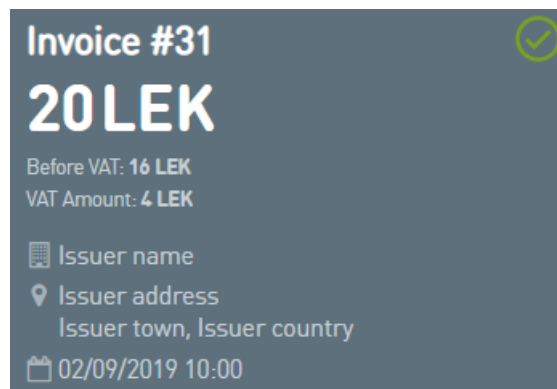 Invoice #31
20 LEK
Before VAT: 16 LEK
VAT Amount: 4 LEK
Issuer name
Issuer address
Issuer town, Issuer country
02/09/2019 10:00